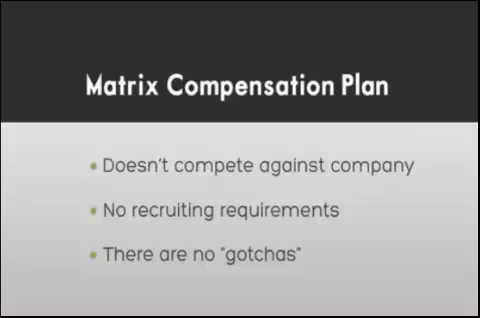 Matrix Compensation Plan
• Doesn't compete against company
• No recruiting requirements
• There are no "gotchas"